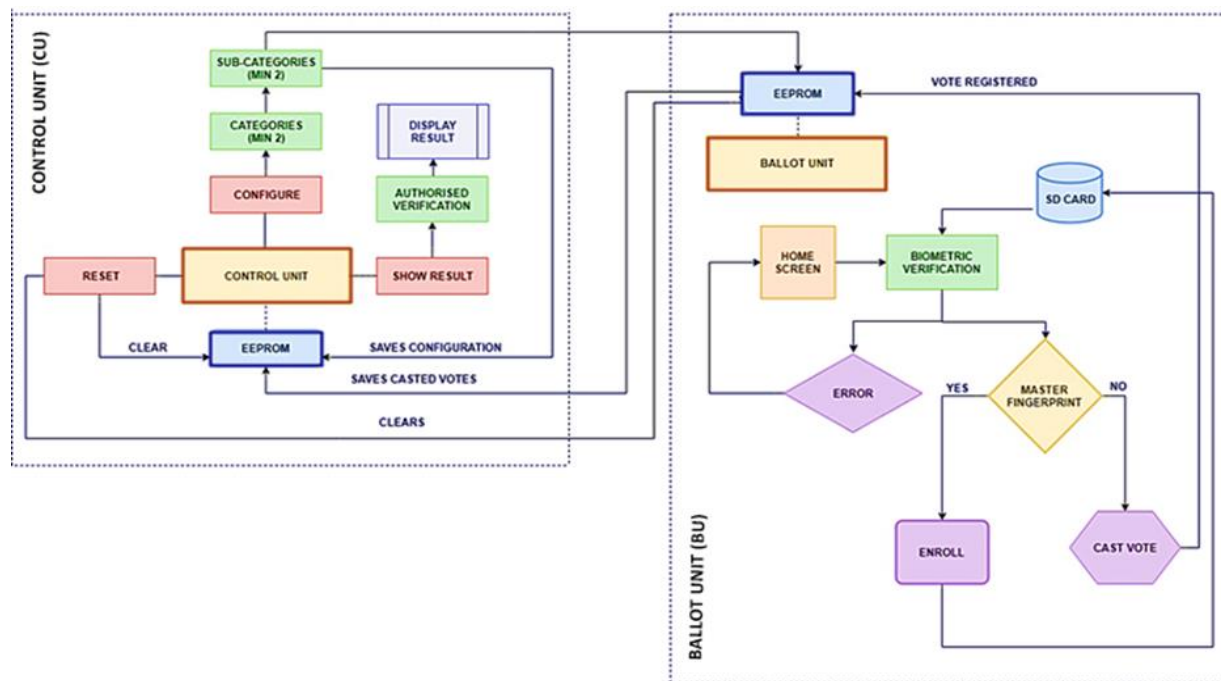 CONTROL UNIT (CU)
SUB-CATEGORIES
(MIN 2)
CATEGORIES
(MIN 2)
CONFIGURE
DISPLAY
RESULT
AUTHORISED
VERIFICATION
RESET
CONTROL UNIT
SHOW RESULT
CLEAR
EEPROM
SAVES CONFIGURATION
SAVES CASTED VOTES
CLEARS
BALLOT UNIT (BU)
EEPROM
VOTE REGISTERED
BALLOT UNIT
SD CARD
HOME
SCREEN
BIOMETRIC
VERIFICATION
ERROR
YES
MASTER
FINGERPRINT
NO
ENROLL
CAST VOTE